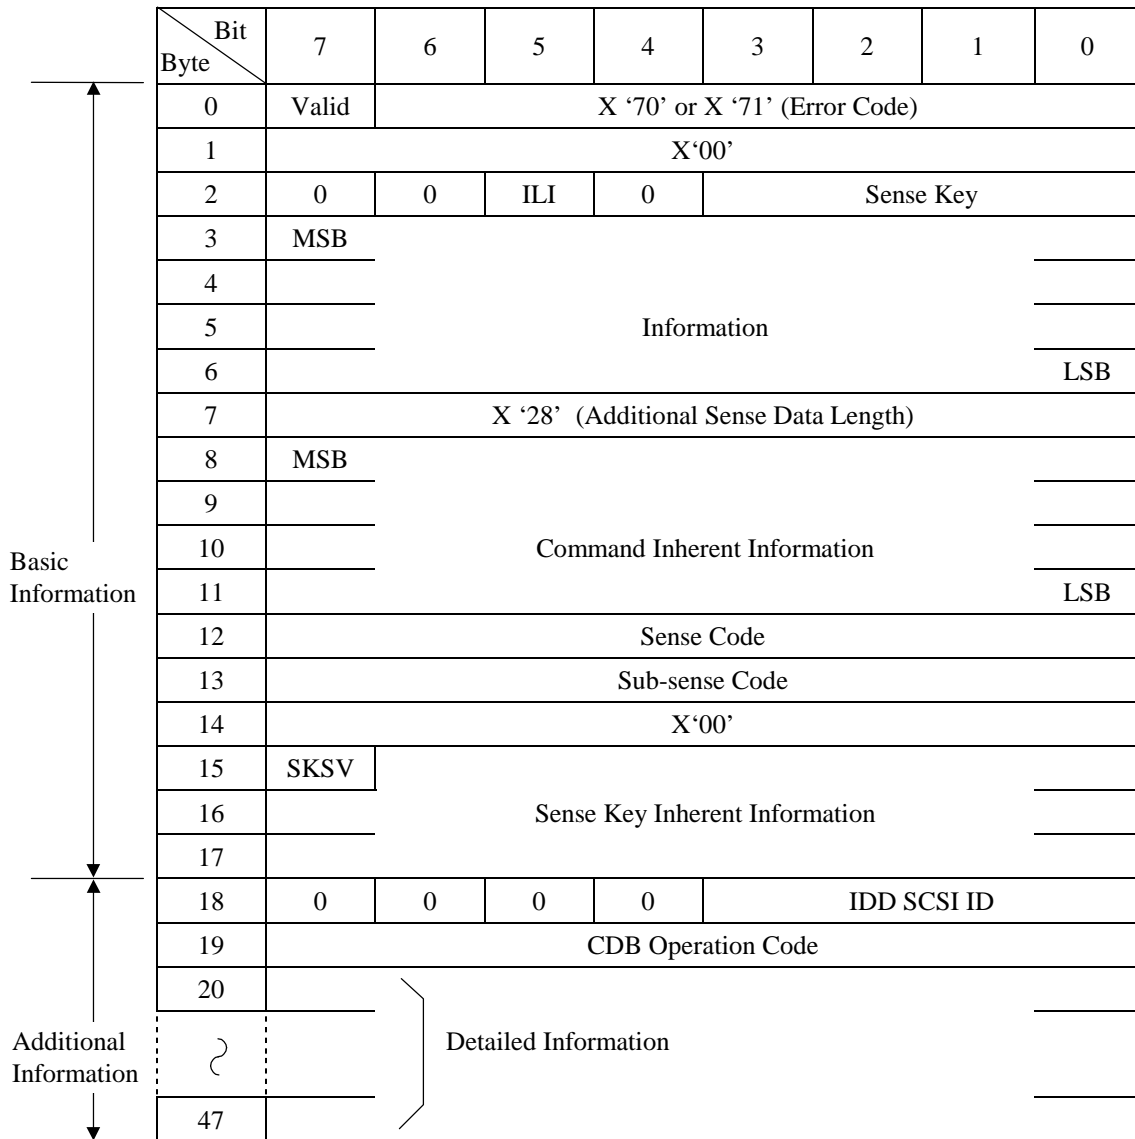 Bit
Byte 7 6 5 4 3 2 1 0
0 Valid X ‘70’ or X ‘71’ (Error Code)
1 X‘00’
2 0 0 ILI 0 Sense Key
3 MSB
4
5 Information
6 LSB
7 X ‘28’ (Additional Sense Data Length)
8 MSB
9
10 Command Inherent Information
11 LSB
12 Sense Code
13 Sub-sense Code
14 X‘00’
15 SKSV
16 Sense Key Inherent Information
17
18 0 0 0 0 IDD SCSI ID
19 CDB Operation Code
20
Detailed Information
47
Basic
Information
Additional
Information